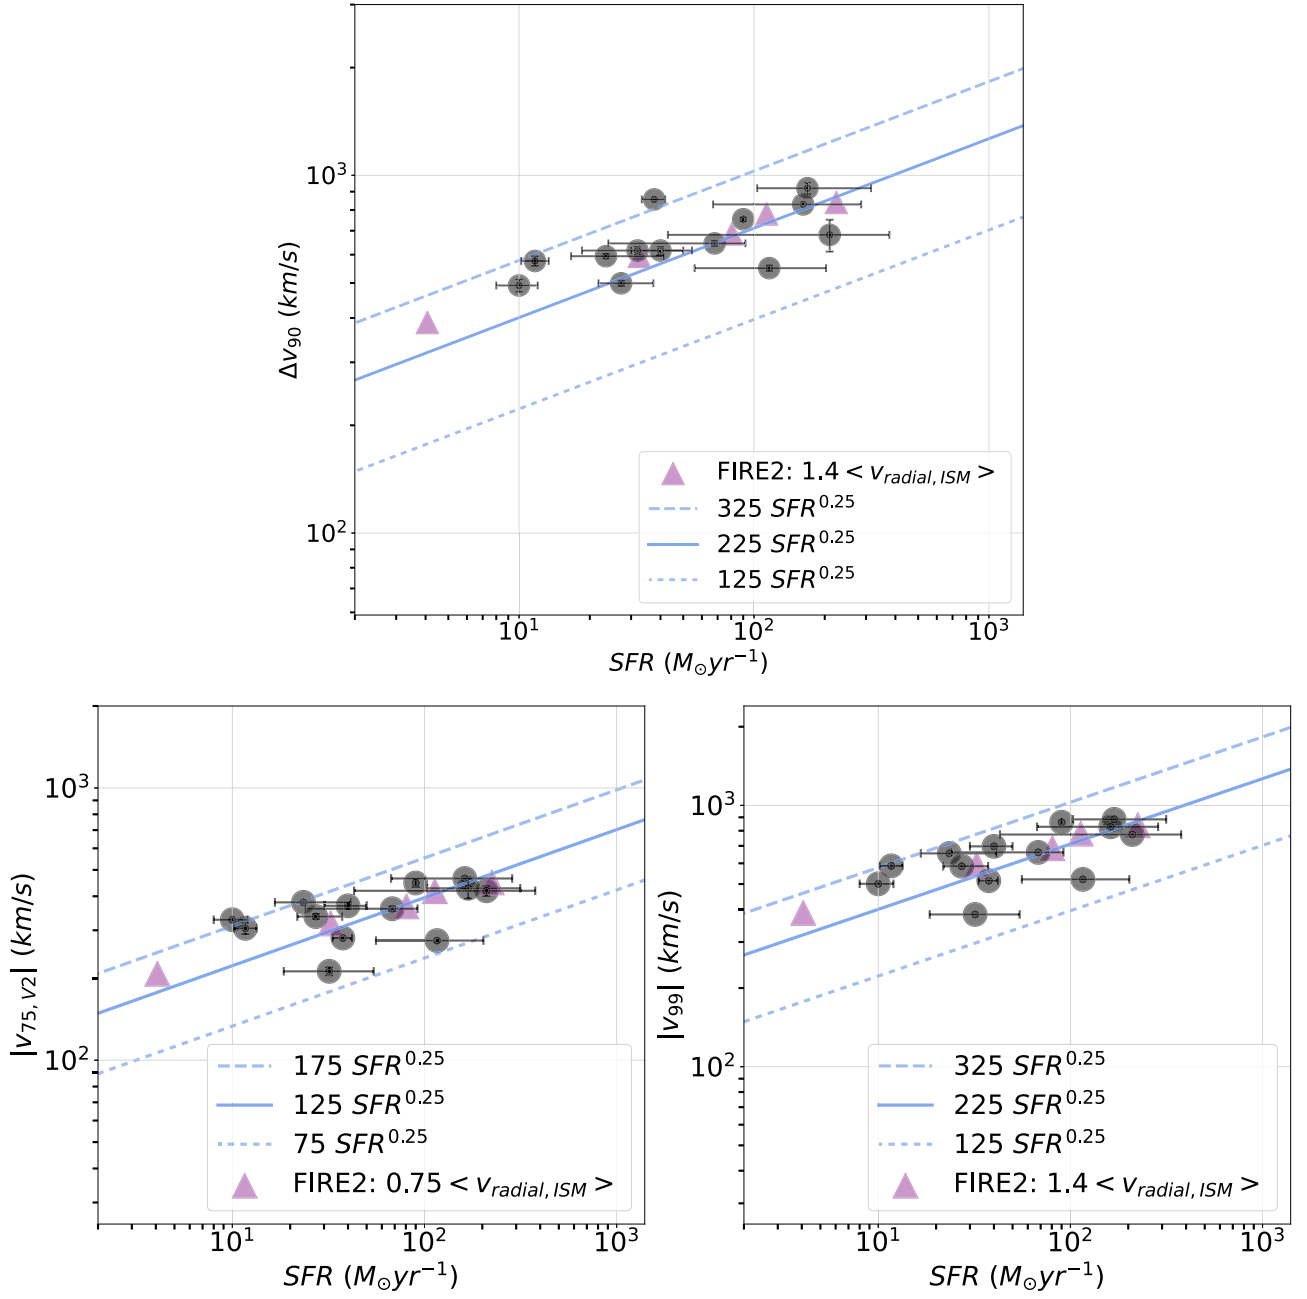 10³
10²
Δv₉₀ (km/s)
FIRE2: 1.4 < v_radial,ISM >
325 SFR^0.25
225 SFR^0.25
125 SFR^0.25
10¹ 10² 10³
SFR (M⊙yr⁻¹)
10³
10²
|v₇₅,V₂| (km/s)
175 SFR^0.25
125 SFR^0.25
75 SFR^0.25
FIRE2: 0.75 < v_radial,ISM >
10¹ 10² 10³
SFR (M⊙yr⁻¹)
10³
10²
|v₉₉| (km/s)
325 SFR^0.25
225 SFR^0.25
125 SFR^0.25
FIRE2: 1.4 < v_radial,ISM >
10¹ 10² 10³
SFR (M⊙yr⁻¹)